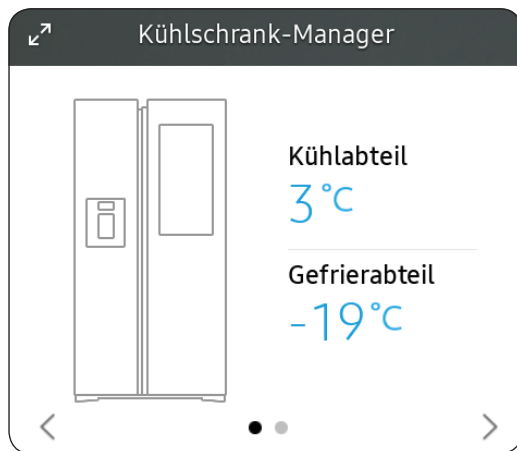 Kühlschrank-Manager
Kühlabteil
3°C
Gefrierabteil
-19°C